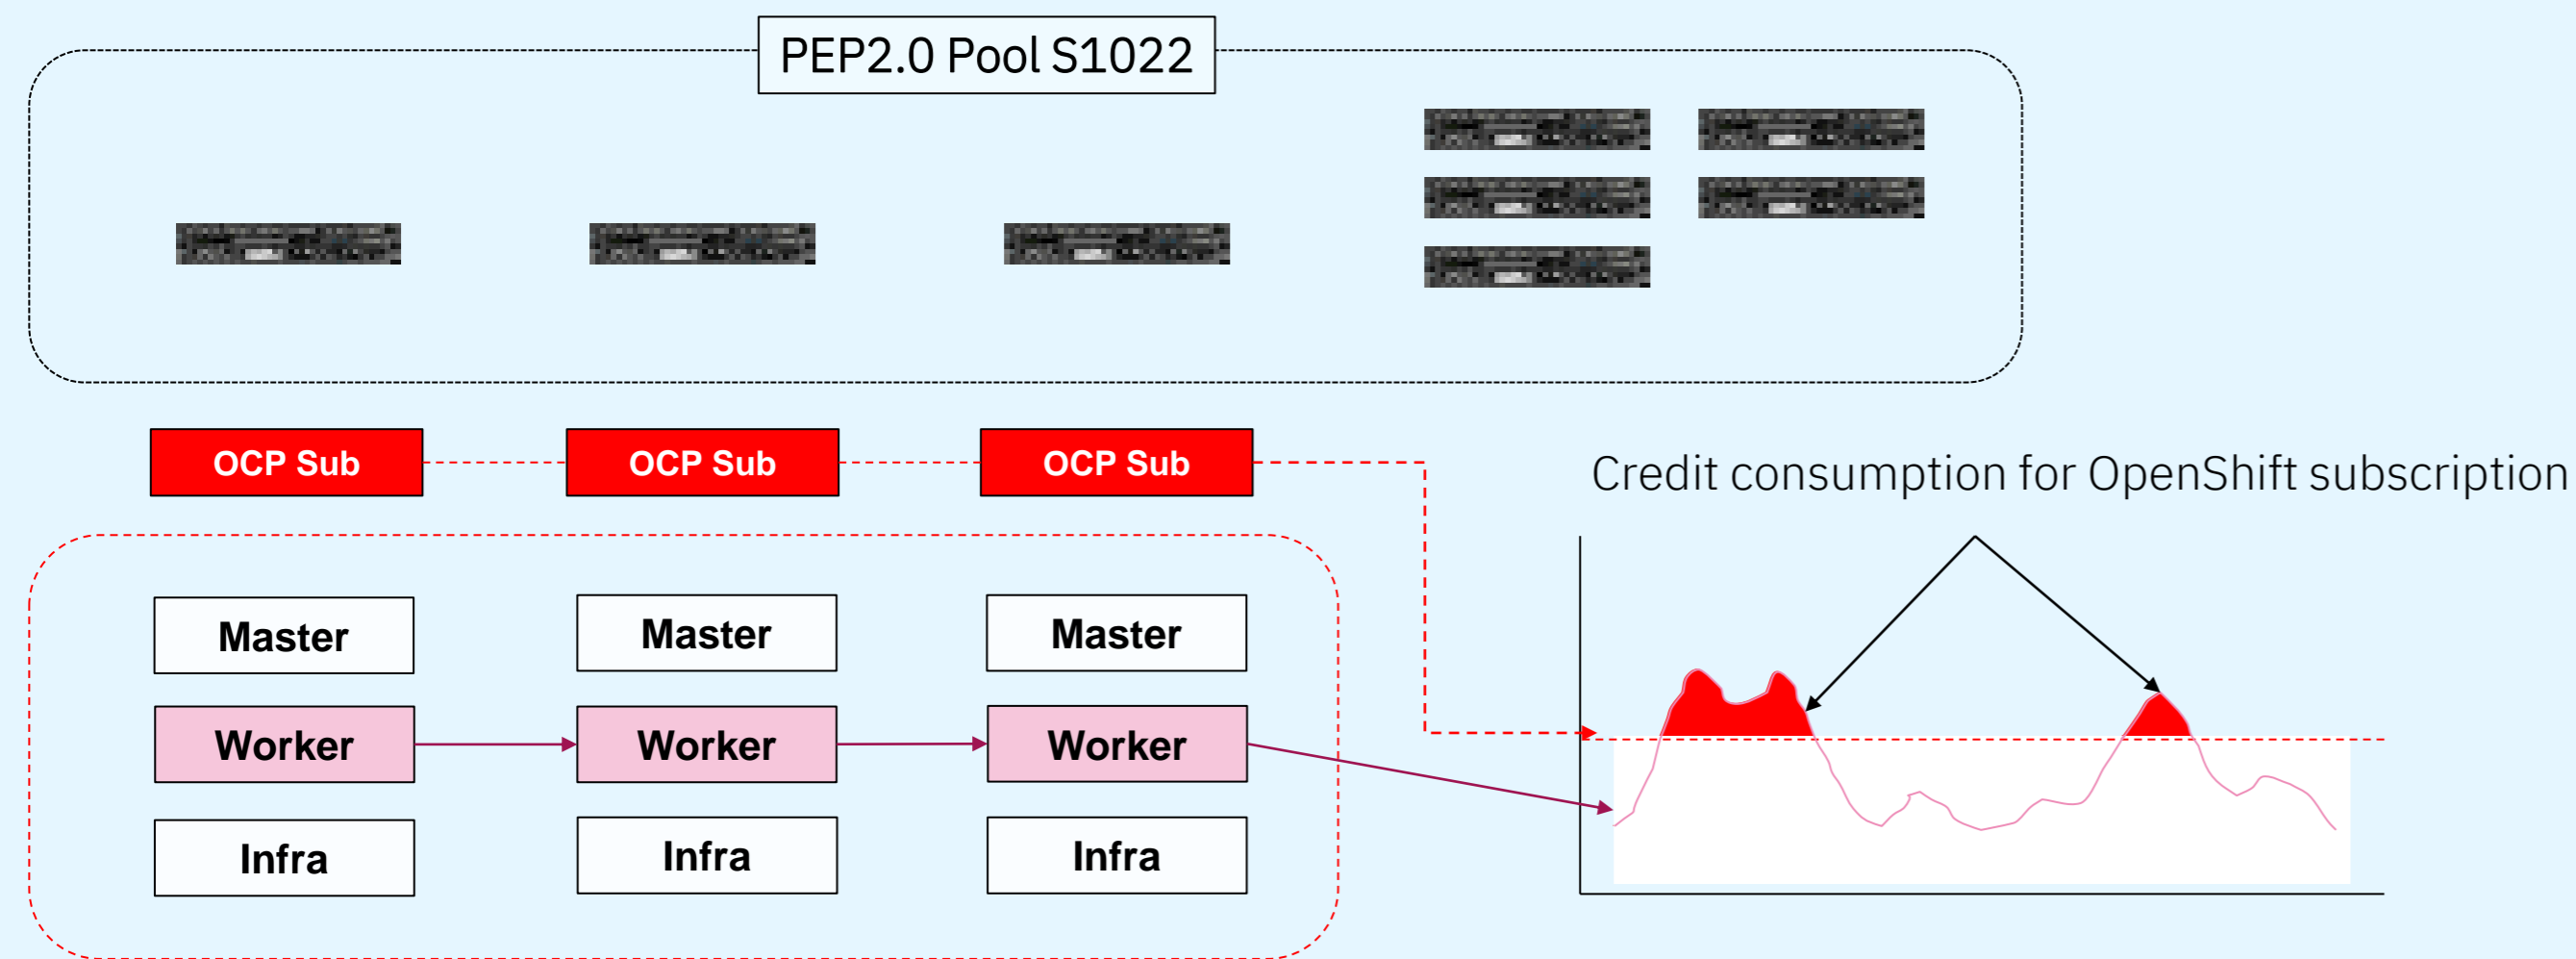 PEP2.0 Pool S1022
OCP Sub
OCP Sub
OCP Sub
Credit consumption for OpenShift subscription
Master
Master
Master
Worker
Worker
Worker
Infra
Infra
Infra